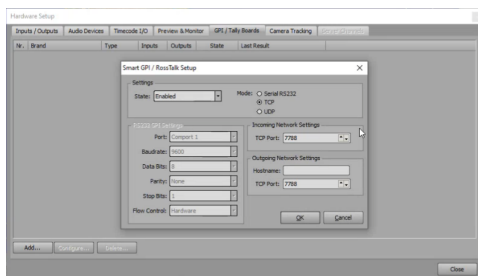 Hardware Setup
Inputs / Outputs Audio Devices Timecode I/O Preview & Monitor GPI / Tally Boards Camera Tracking
Nr. Brand Type Inputs Outputs State Last Result
Smart GPI / RossTalk Setup
Settings
State: Enabled
Mode: Serial RS232
TCP
UDP
RS232 GPI Settings
Port: Comport 1
Baudrate: 9600
Data Bits: 8
Parity: None
Stop Bits: 1
Flow Control: Hardware
Incoming Network Settings
TCP Port: 7788
Outgoing Network Settings
Hostname:
TCP Port: 7788
OK Cancel
Add... Configure... Delete...
Close